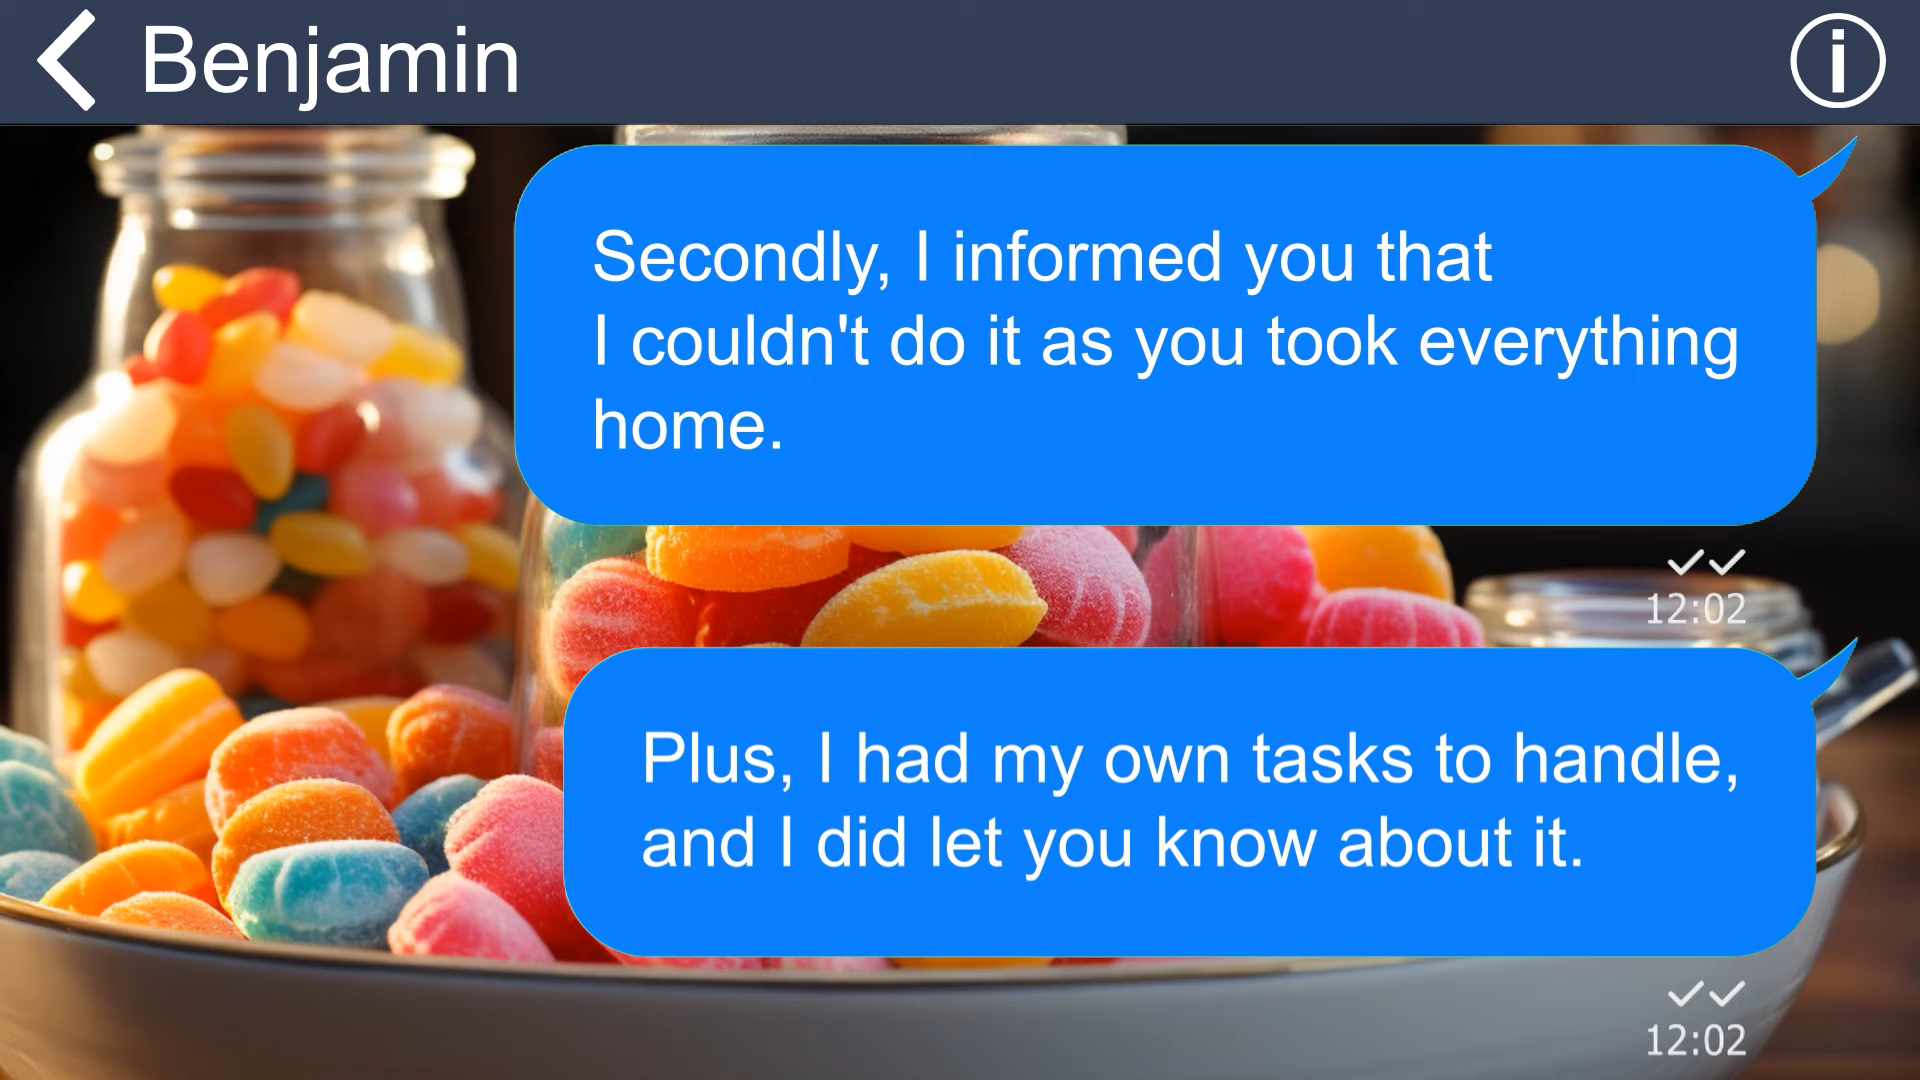 Benjamin
Secondly, I informed you that
I couldn't do it as you took everything
home.
12:02
Plus, I had my own tasks to handle,
and I did let you know about it.
12:02